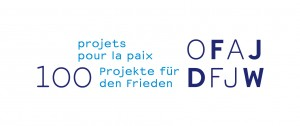 projets
pour la paix
100 Projekte für
den Frieden
OFAJ
DFJW